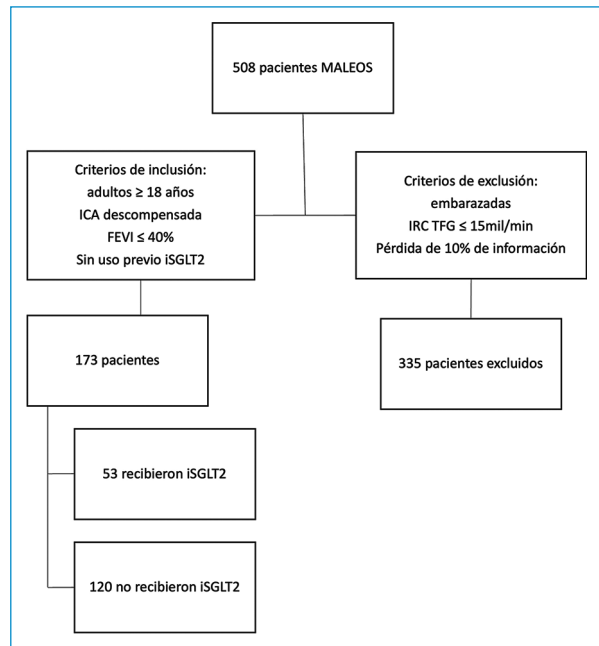 508 pacientes MALEOS
Criterios de inclusión:
adultos ≥ 18 años
ICA descompensada
FEVI ≤ 40%
Sin uso previo iSGLT2
Criterios de exclusión:
embarazadas
IRC TFG ≤ 15mil/min
Pérdida de 10% de información
173 pacientes
335 pacientes excluidos
53 recibieron iSGLT2
120 no recibieron iSGLT2